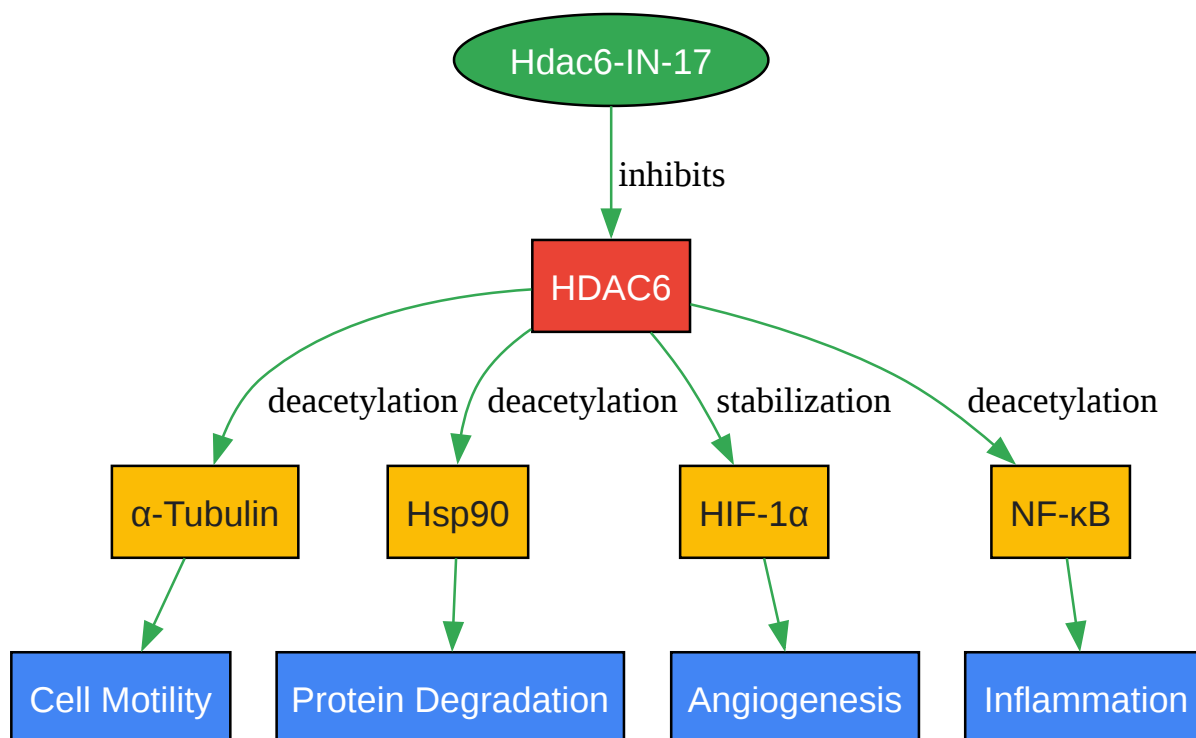 Hdac6-IN-17
inhibits
HDAC6
deacetylation
deacetylation
stabilization
deacetylation
α-Tubulin
Hsp90
HIF-1α
NF-κB
Cell Motility
Protein Degradation
Angiogenesis
Inflammation